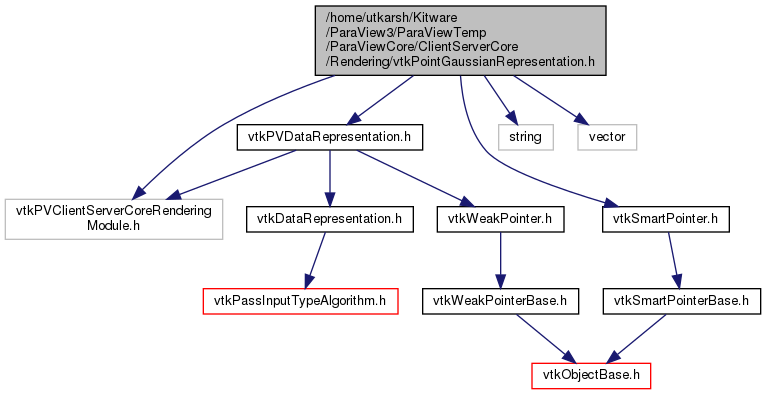 /home/utkarsh/Kitware
/ParaView3/ParaViewTemp
/ParaViewCore/ClientServerCore
/Rendering/vtkPointGaussianRepresentation.h
vtkPVDataRepresentation.h
string
vector
vtkPVClientServerCoreRendering
Module.h
vtkDataRepresentation.h
vtkWeakPointer.h
vtkSmartPointer.h
vtkPassInputTypeAlgorithm.h
vtkWeakPointerBase.h
vtkSmartPointerBase.h
vtkObjectBase.h